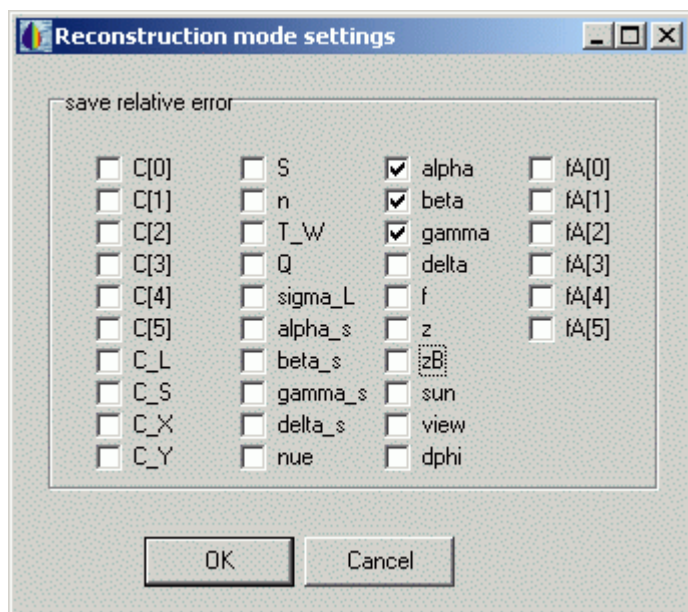 Reconstruction mode settings
save relative error
C[0] S alpha fA[0]
C[1] n beta fA[1]
C[2] T_W gamma fA[2]
C[3] Q delta fA[3]
C[4] sigma_L f fA[4]
C[5] alpha_s z fA[5]
C_L beta_s zB
C_S gamma_s sun
C_X delta_s view
C_Y nue dphi
OK Cancel